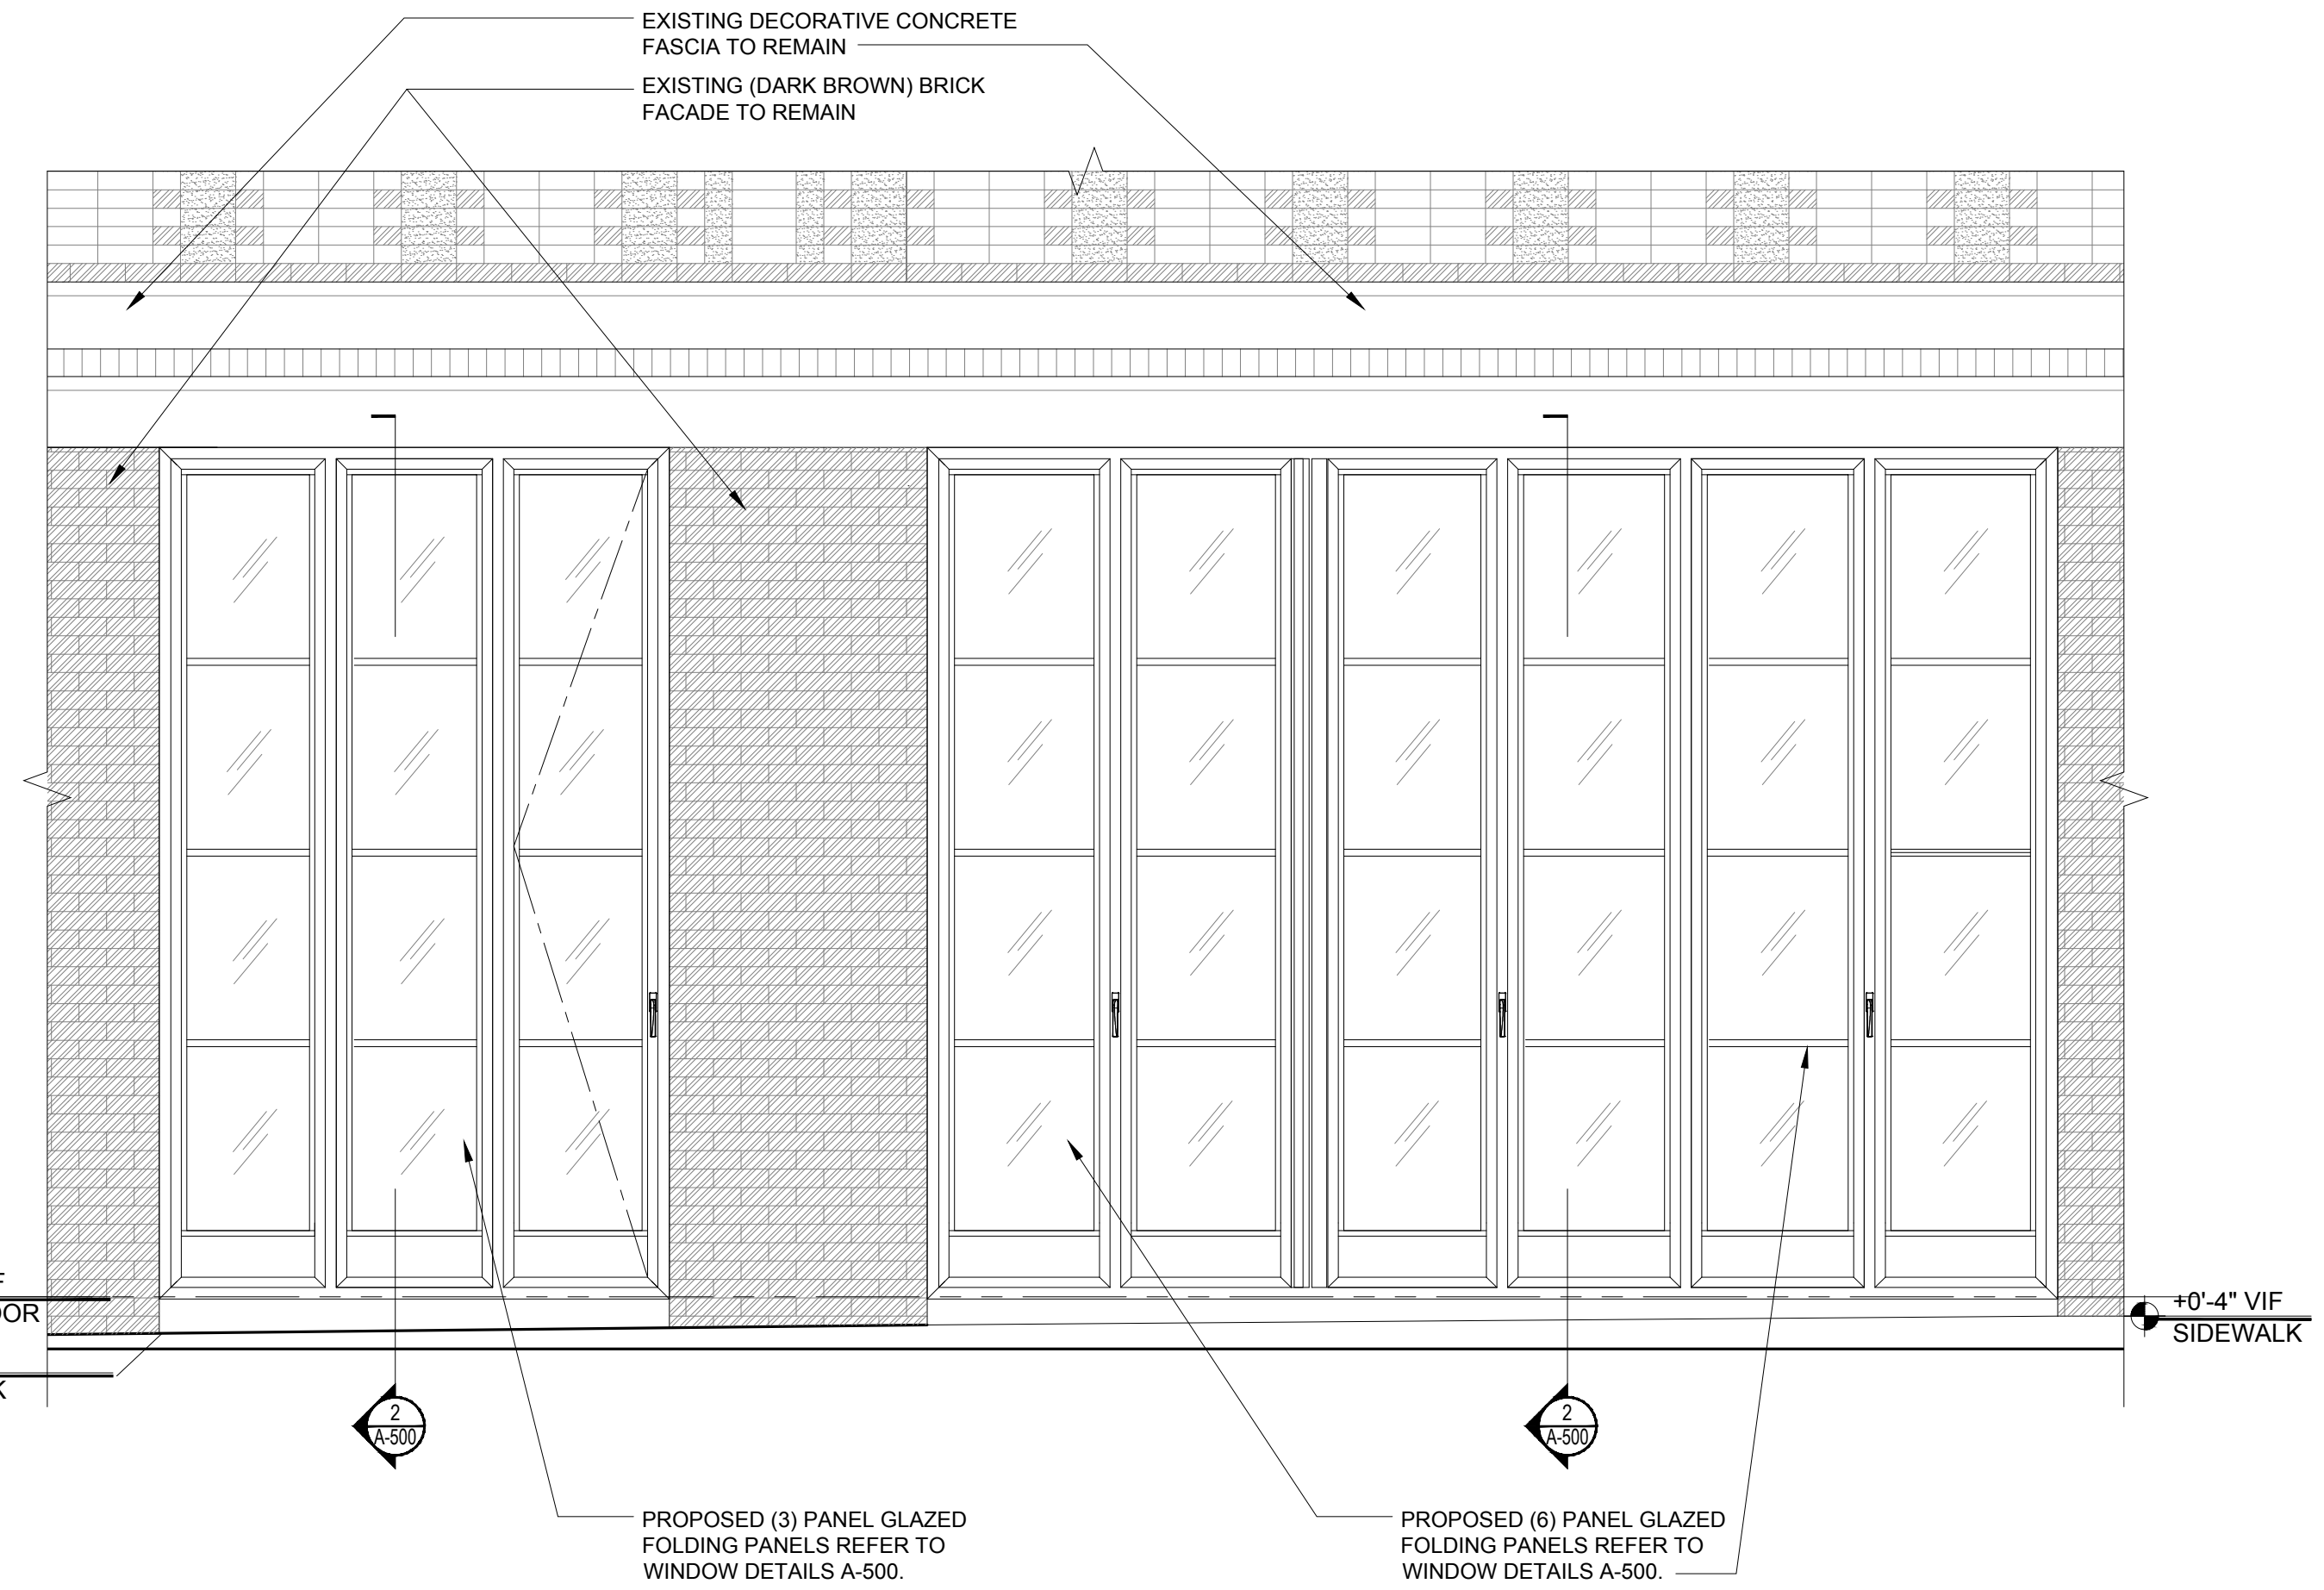 EXISTING DECORATIVE CONCRETE
FASCIA TO REMAIN
EXISTING (DARK BROWN) BRICK
FACADE TO REMAIN
+0'-4" VIF
SIDEWALK
2
A-500
2
A-500
PROPOSED (3) PANEL GLAZED
FOLDING PANELS REFER TO
WINDOW DETAILS A-500.
PROPOSED (6) PANEL GLAZED
FOLDING PANELS REFER TO
WINDOW DETAILS A-500.